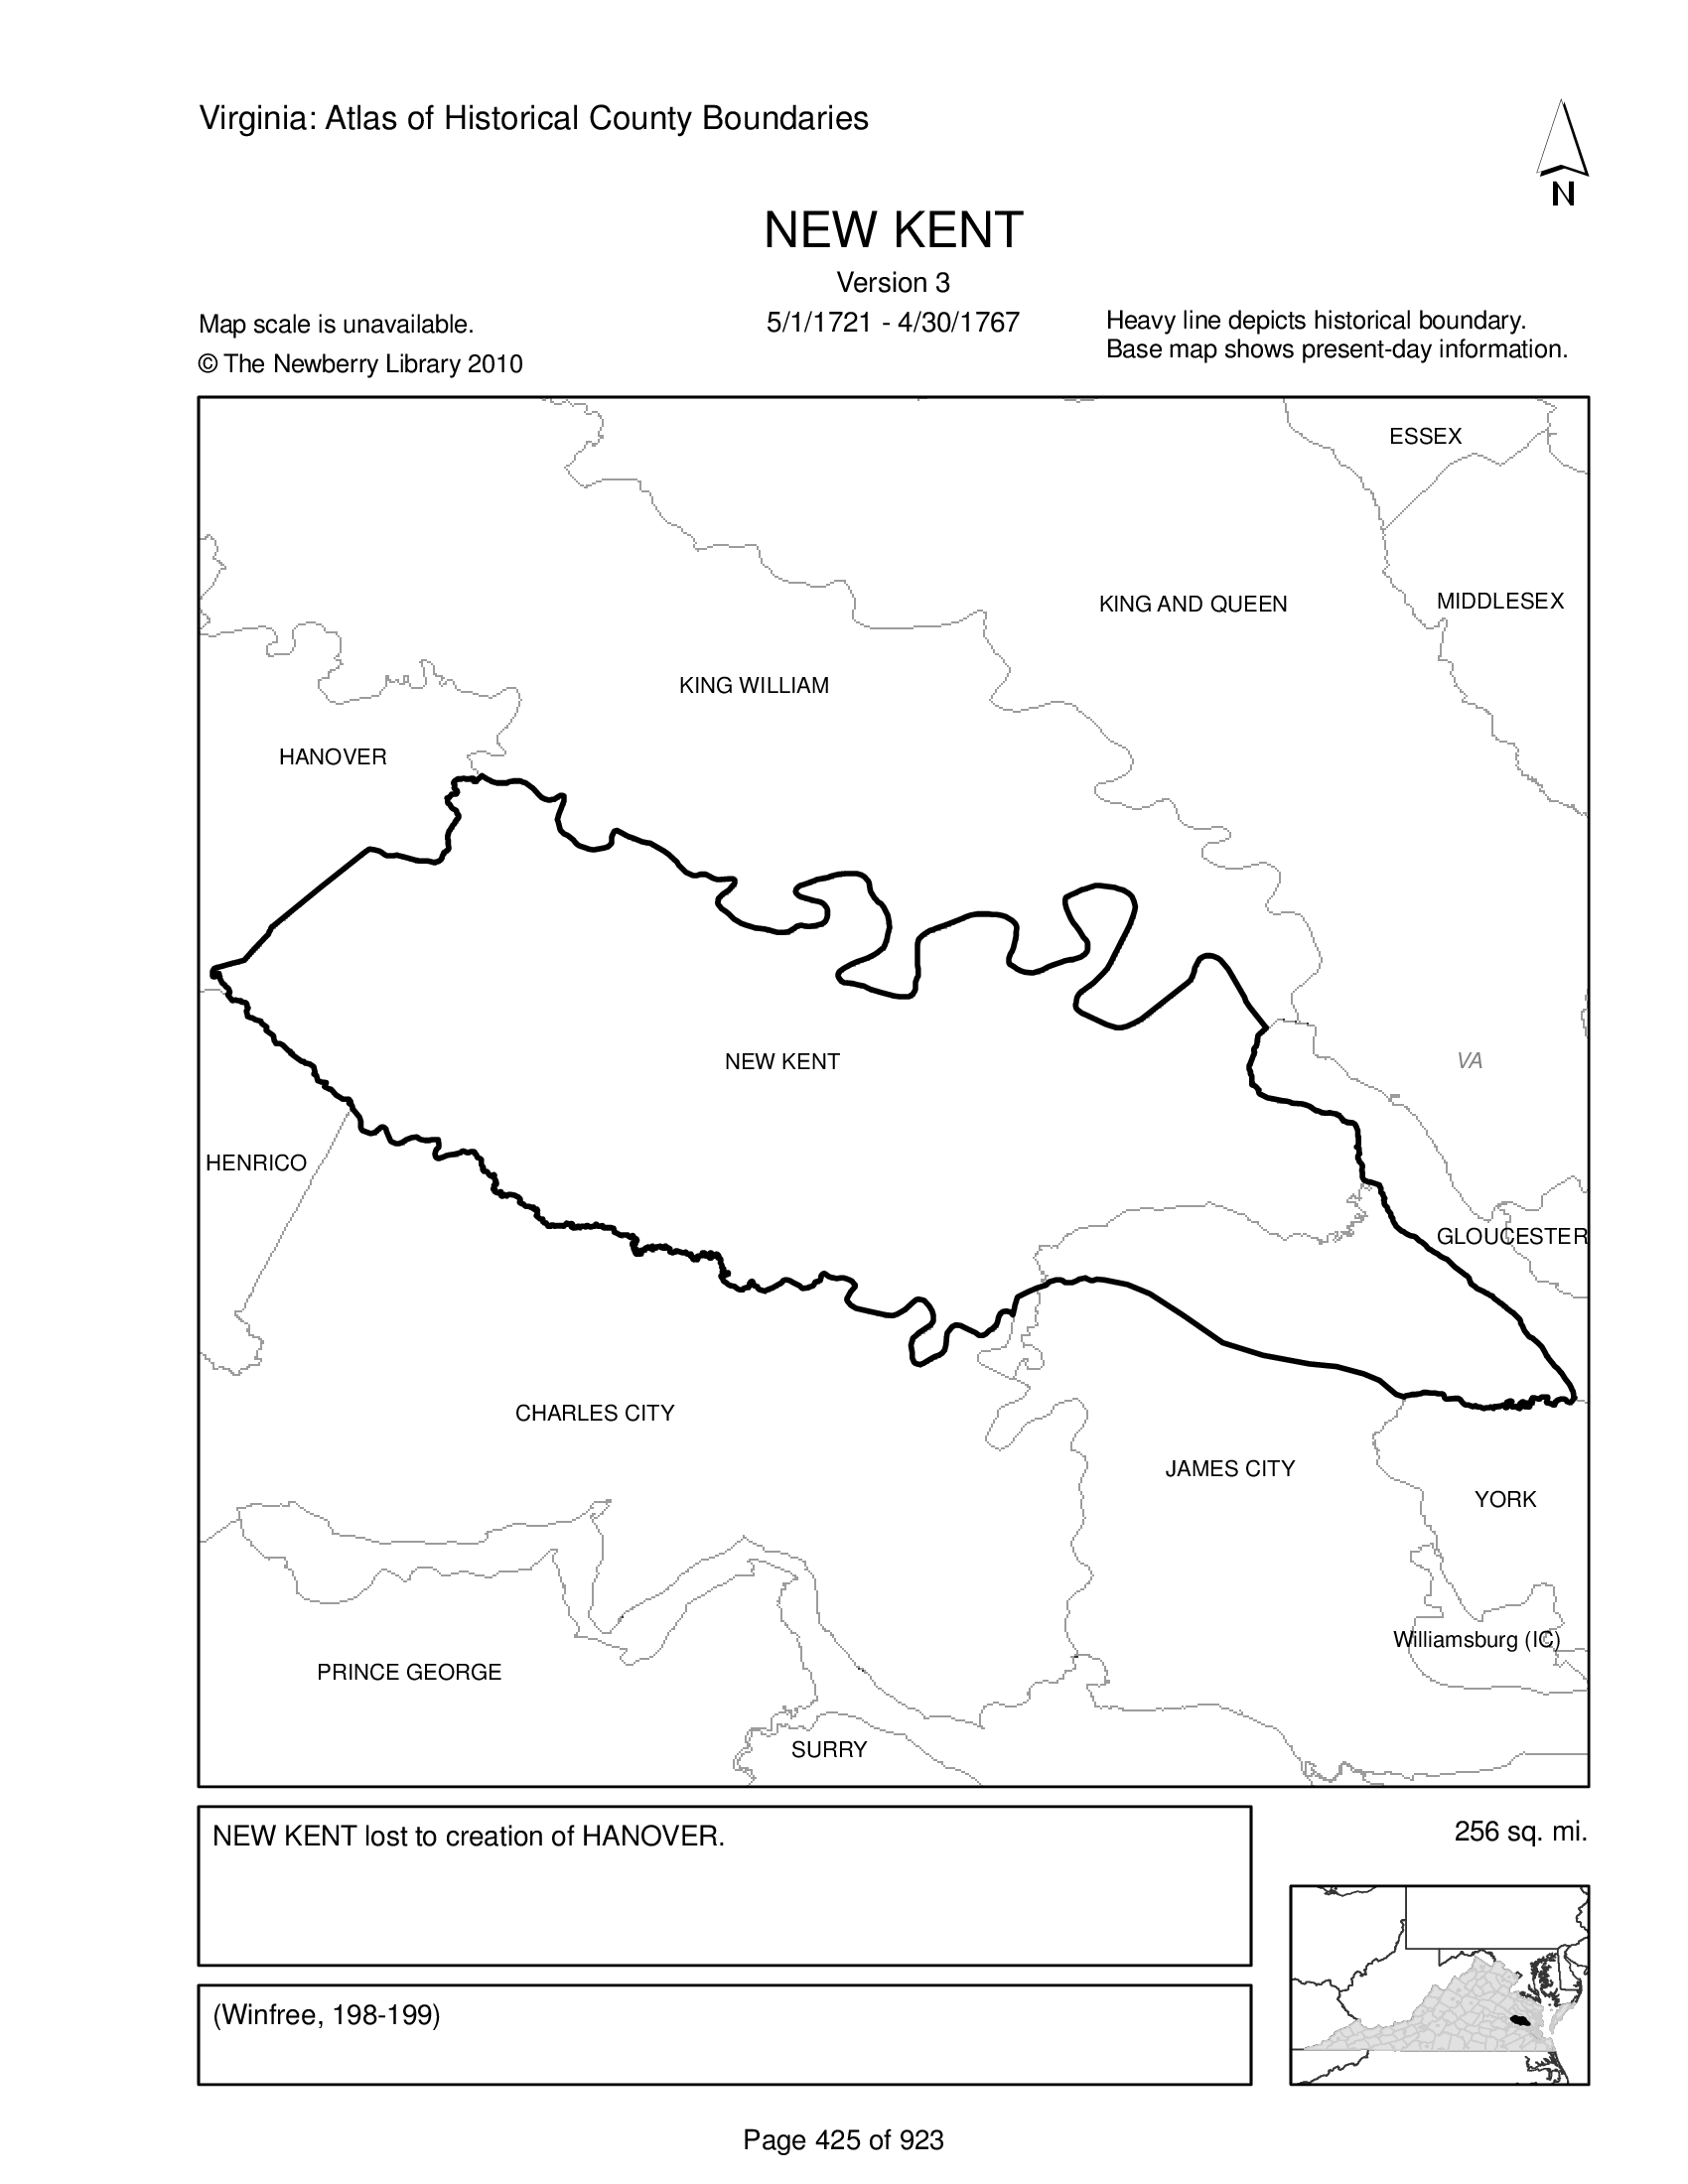 Virginia: Atlas of Historical County Boundaries
N
NEW KENT
Version 3
Map scale is unavailable.
5/1/1721 - 4/30/1767
Heavy line depicts historical boundary.
© The Newberry Library 2010
Base map shows present-day information.
ESSEX
KING AND QUEEN
MIDDLESEX
KING WILLIAM
HANOVER
NEW KENT
VA
HENRICO
GLOUCESTER
CHARLES CITY
JAMES CITY
YORK
Williamsburg (IC)
PRINCE GEORGE
SURRY
NEW KENT lost to creation of HANOVER.
256 sq. mi.
(Winfree, 198-199)
Page 425 of 923